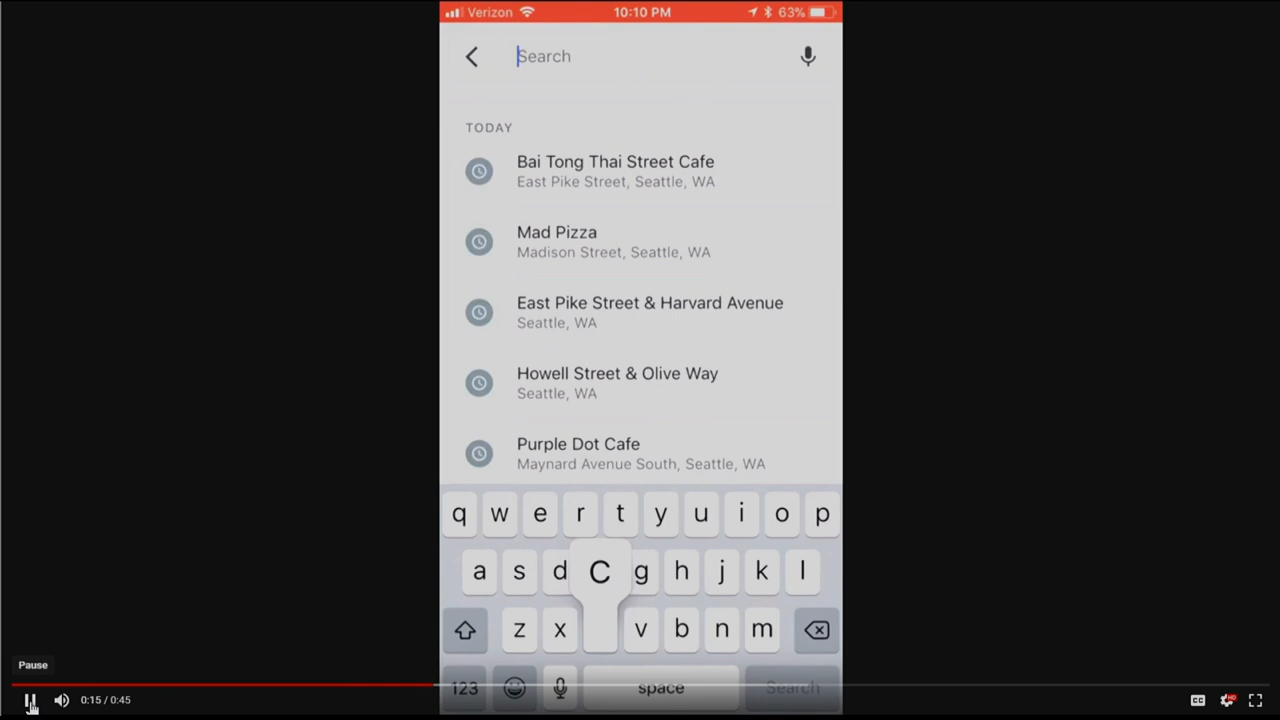 Verizon 10:10 PM 63%
Search
TODAY
Bai Tong Thai Street Cafe
East Pike Street, Seattle, WA
Mad Pizza
Madison Street, Seattle, WA
East Pike Street & Harvard Avenue
Seattle, WA
Howell Street & Olive Way
Seattle, WA
Purple Dot Cafe
Maynard Avenue South, Seattle, WA
q w e r t y u i o p
a s d C g h j k l
z x v b n m
123 space Search
Pause
0:15 / 0:45 CC HD